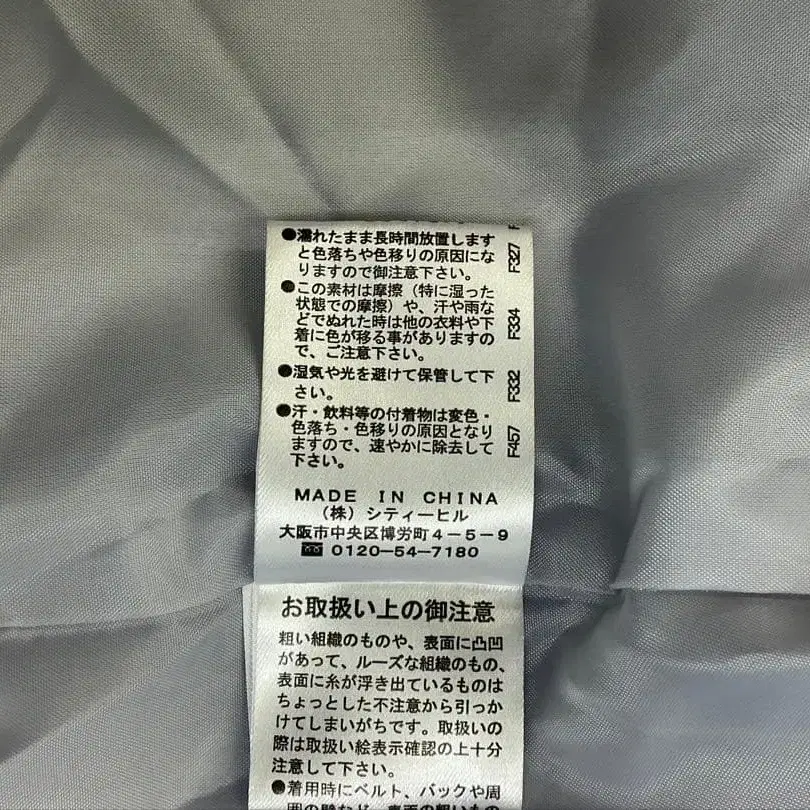 ●濡れたまま長時間放置します
と色落ちや色移りの原因にな
りますので御注意下さい。
F327
●この素材は摩擦（特に湿った
状態での摩擦）や、汗や雨な
どでぬれた時は他の衣料や下
着に色が移る事がありますの
で、ご注意下さい。
F334
●湿気や光を避けて保管して下
さい。
F332
●汗・飲料等の付着物は変色・
色落ち・色移りの原因となり
ますので、速やかに除去して
下さい。
F457
MADE IN CHINA
（株）シティーヒル
大阪市中央区博労町4-5-9
0120-54-7180
お取扱い上の御注意
粗い組織のものや、表面に凸凹
があって、ルーズな組織のもの、
表面に糸が浮き出ているものは
ちょっとした不注意から引っか
けてしまいがちです。取扱いの
際は取扱い絵表示確認の上十分
注意して下さい。
●着用時にベルト、バックや周